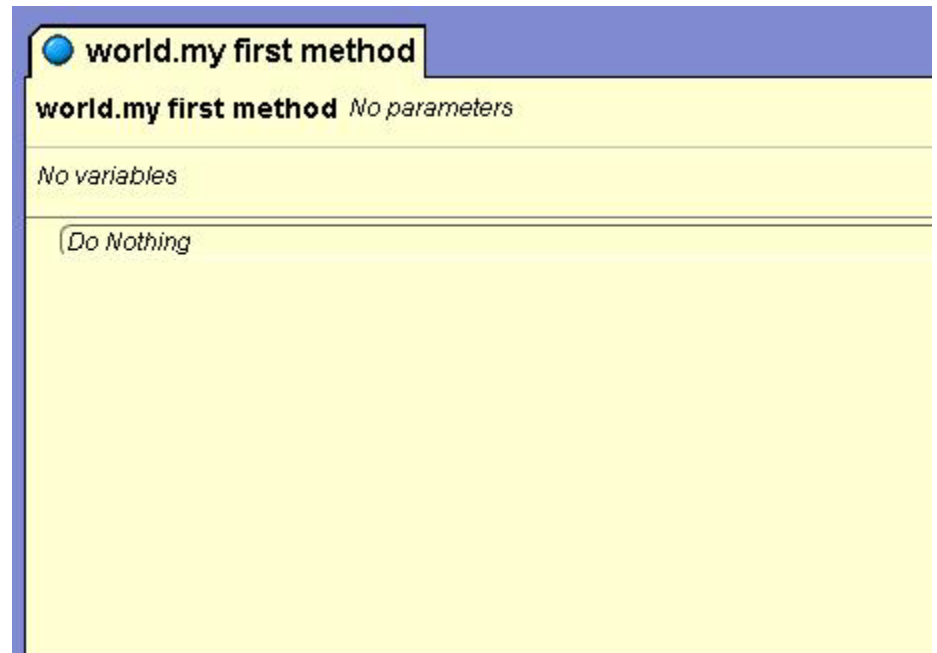 world.my first method
world.my first method No parameters
No variables
Do Nothing